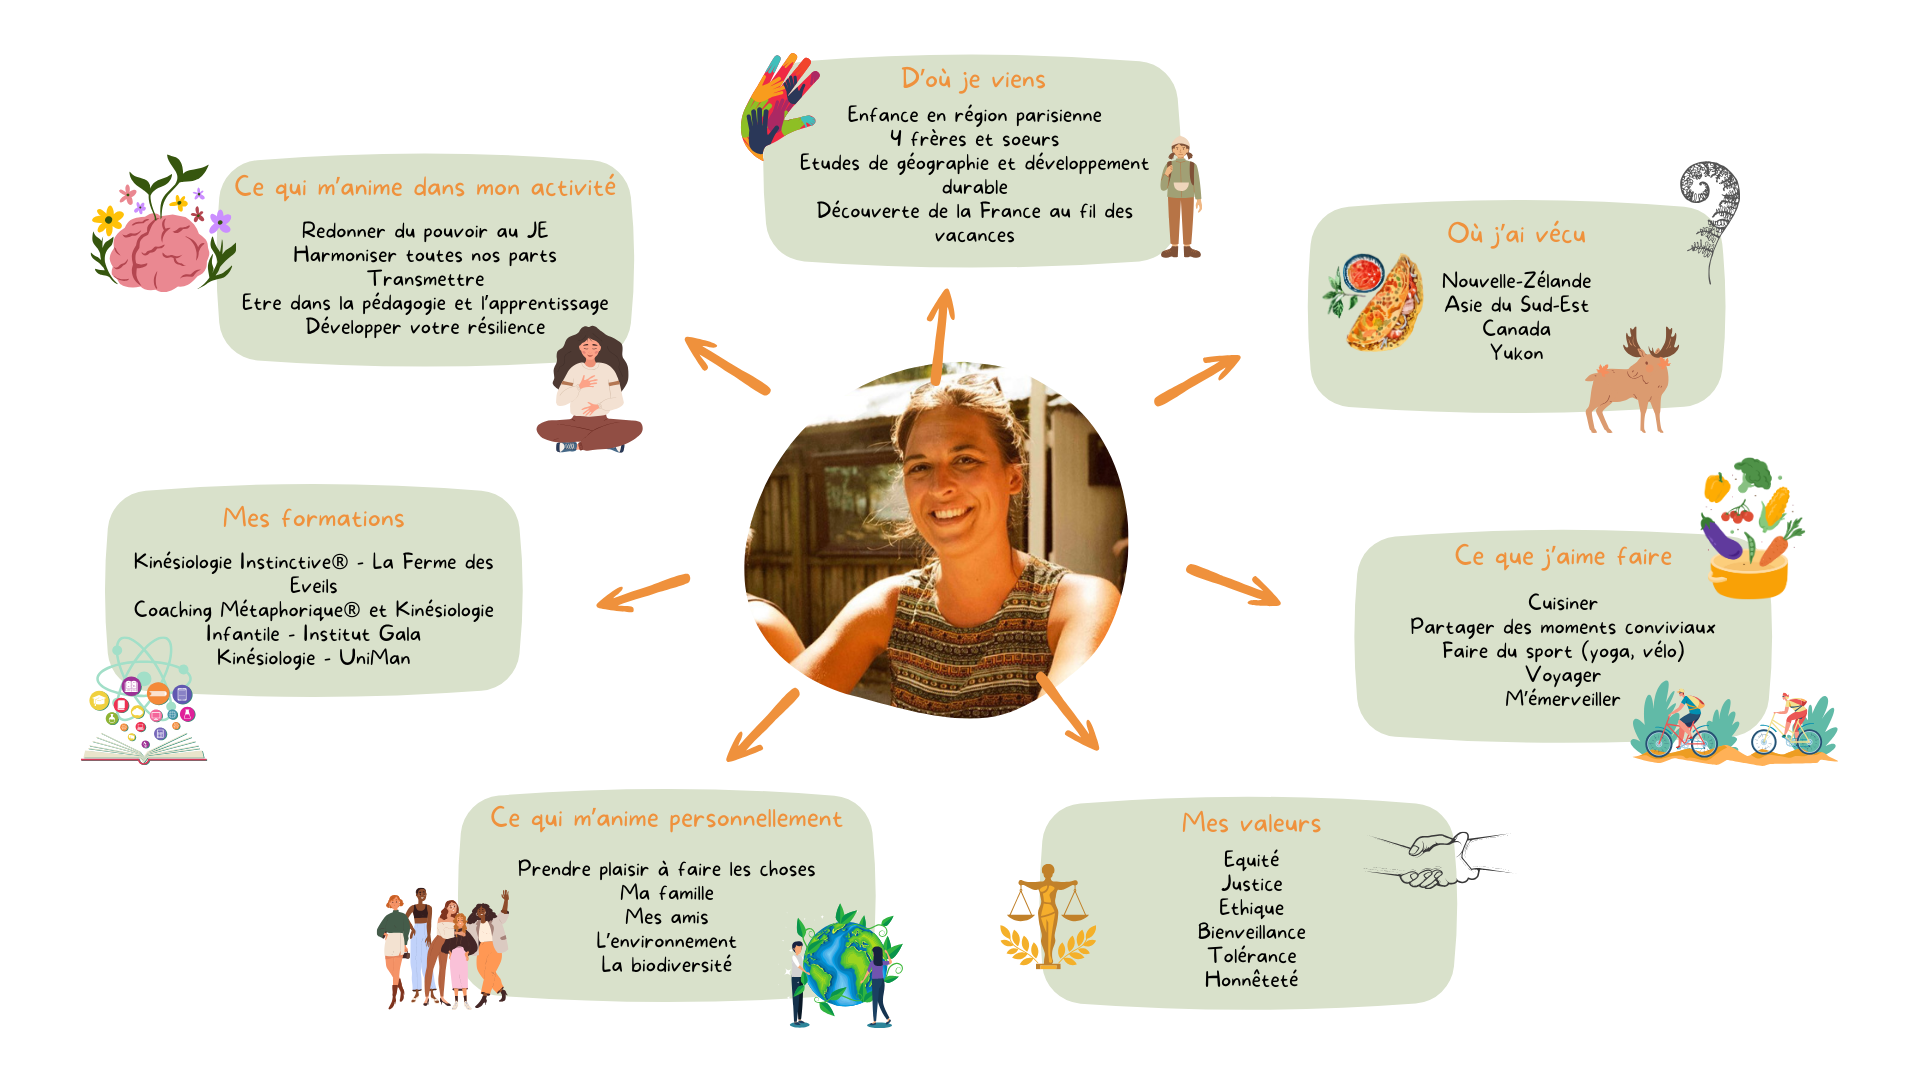 D'où je viens
Enfance en région parisienne
4 frères et soeurs
Etudes de géographie et développement
durable
Découverte de la France au fil des
vacances
Ce qui m'anime dans mon activité
Redonner du pouvoir au JE
Harmoniser toutes nos parts
Transmettre
Etre dans la pédagogie et l'apprentissage
Développer votre résilience
Où j'ai vécu
Nouvelle-Zélande
Asie du Sud-Est
Canada
Yukon
Mes formations
Kinésiologie Instinctive® - La Ferme des
Eveils
Coaching Métaphorique® et Kinésiologie
Infantile - Institut Gala
Kinésiologie - UniMan
Ce que j'aime faire
Cuisiner
Partager des moments conviviaux
Faire du sport (yoga, vélo)
Voyager
M'émerveiller
Ce qui m'anime personnellement
Prendre plaisir à faire les choses
Ma famille
Mes amis
L'environnement
La biodiversité
Mes valeurs
Equité
Justice
Ethique
Bienveillance
Tolérance
Honnêteté